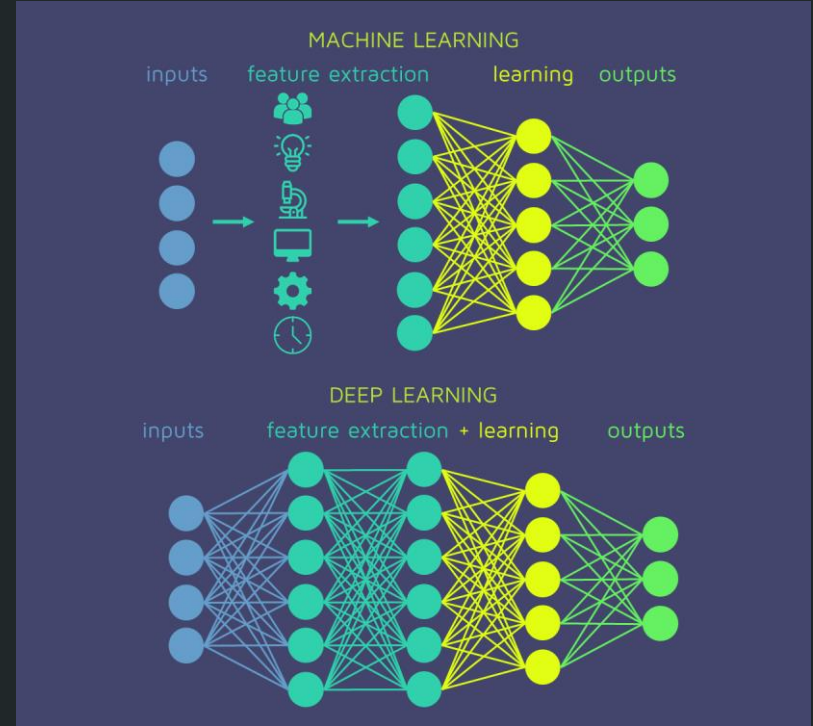 MACHINE LEARNING
inputs feature extraction learning outputs
DEEP LEARNING
inputs feature extraction + learning outputs